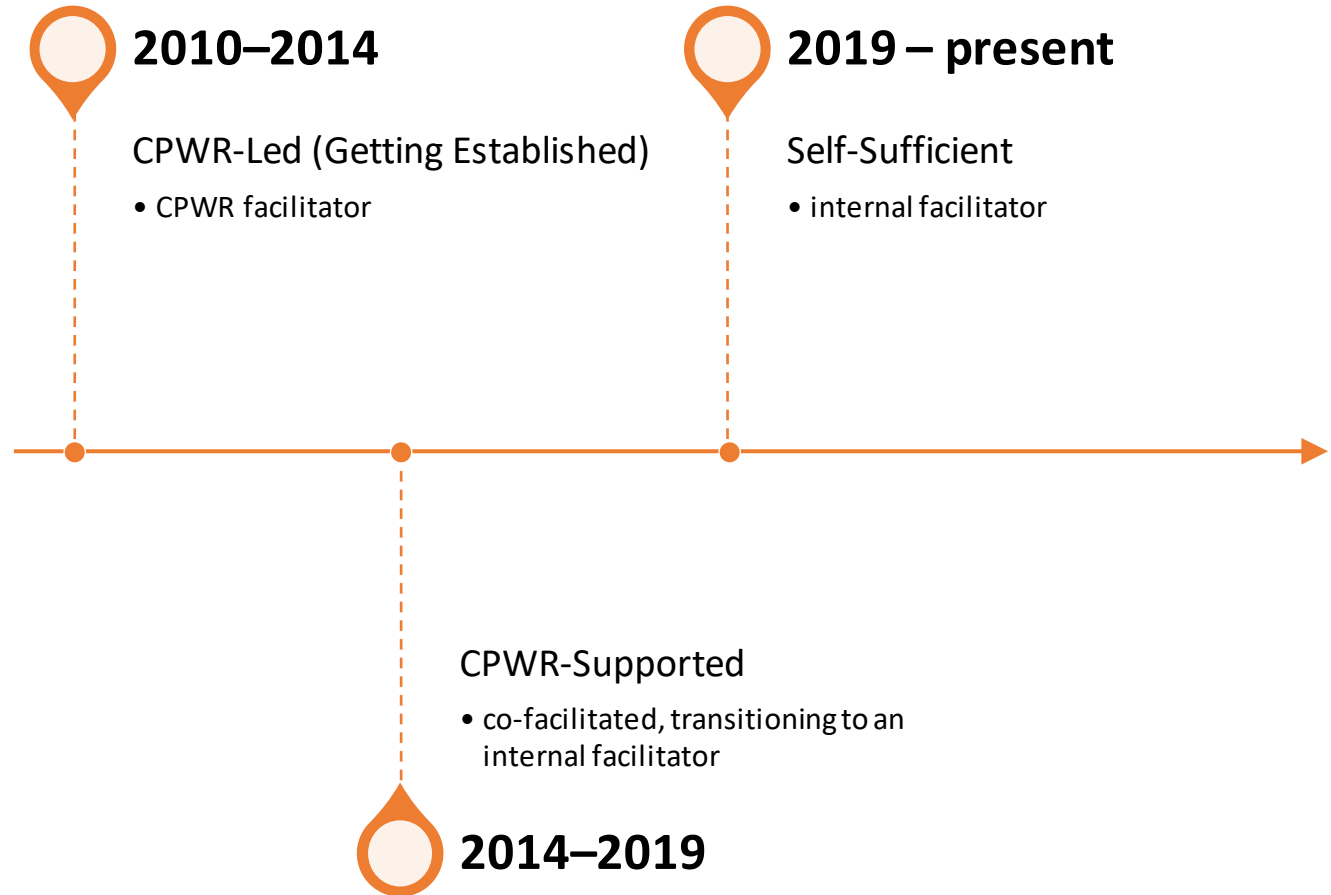 2010–2014
CPWR-Led (Getting Established)
• CPWR facilitator
2019 – present
Self-Sufficient
• internal facilitator
CPWR-Supported
• co-facilitated, transitioning to an
internal facilitator
2014–2019